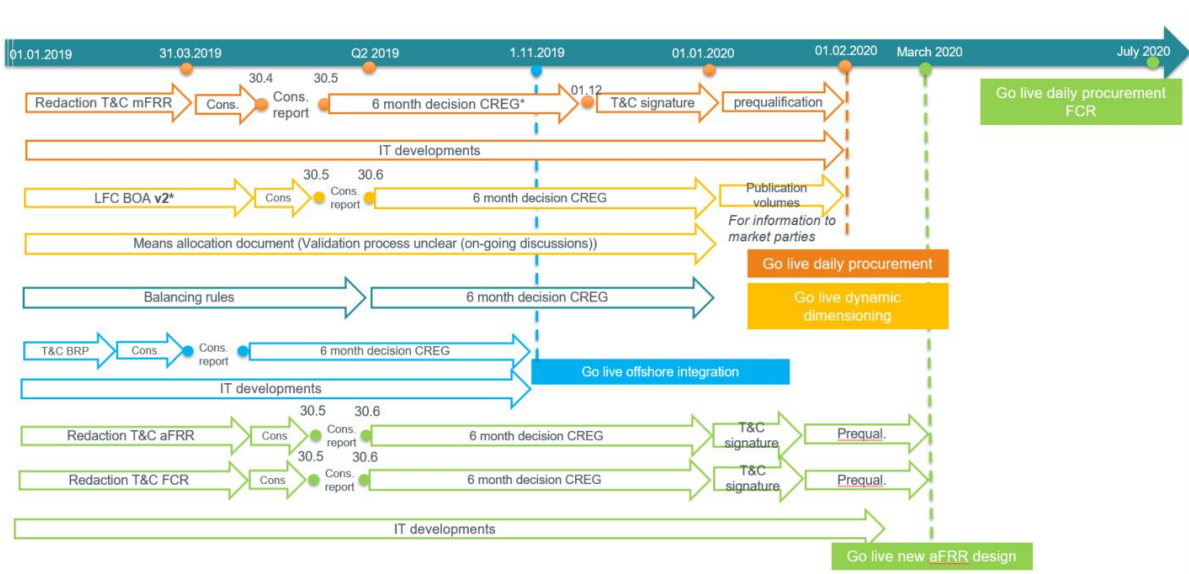 01.01.2019
31.03.2019
Q2 2019
1.11.2019
01.01.2020
01.02.2020
March 2020
July 2020
Redaction T&C mFRR
Cons.
30.4
Cons.
report
30.5
6 month decision CREG*
01.12
T&C signature
prequalification
Go live daily procurement
FCR
IT developments
LFC BOA v2*
Cons
30.5
Cons.
report
30.6
6 month decision CREG
Publication
volumes
For information to
market parties
Means allocation document (Validation process unclear (on-going discussions))
Go live daily procurement
Balancing rules
6 month decision CREG
Go live dynamic
dimensioning
T&C BRP
Cons
Cons.
report
6 month decision CREG
Go live offshore integration
IT developments
Redaction T&C aFRR
Cons
30.5
Cons.
report
30.6
6 month decision CREG
T&C
signature
Prequal.
Redaction T&C FCR
Cons
30.5
Cons.
report
30.6
6 month decision CREG
T&C
signature
Prequal.
IT developments
Go live new aFRR design